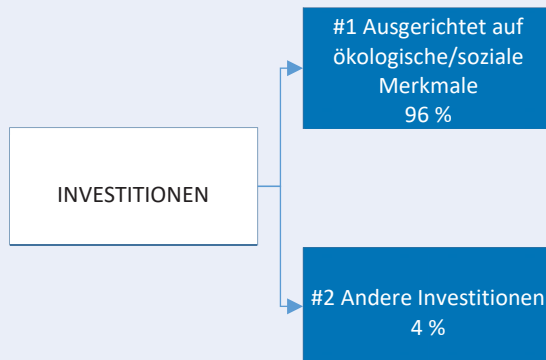 #1 Ausgerichtet auf
ökologische/soziale
Merkmale
96 %
INVESTITIONEN
#2 Andere Investitionen
4 %